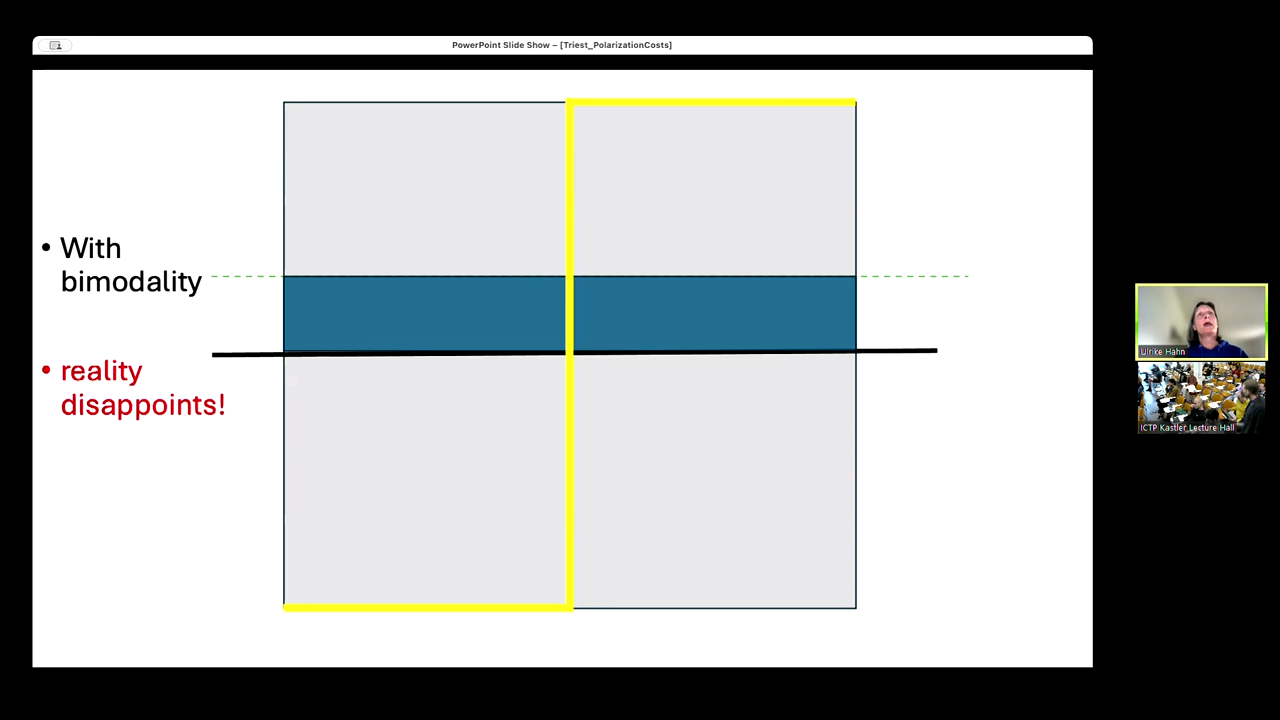 PowerPoint Slide Show – [Triest_PolarizationCosts]
• With
bimodality
• reality
disappoints!
Ulrike Hahn
ICTP Kastler Lecture Hall